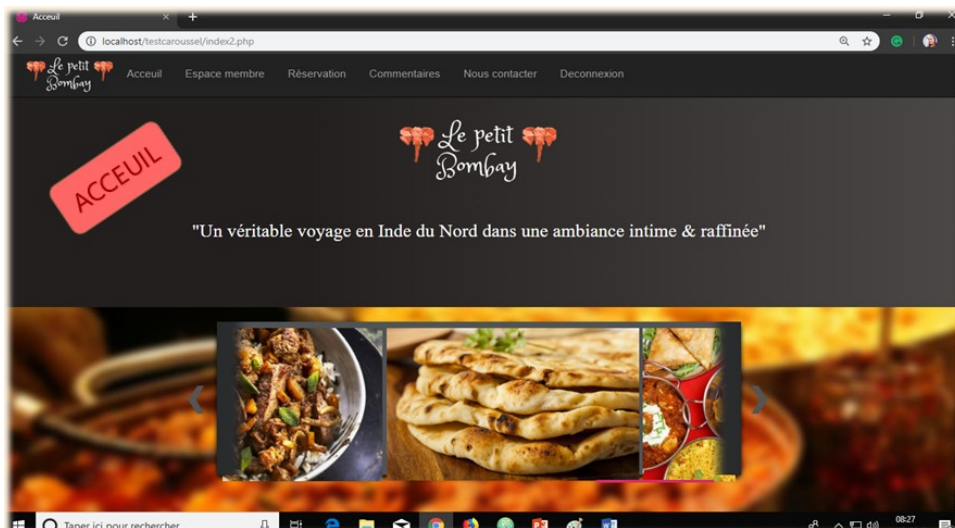 Acceuil
localhost/testcaroussel/index2.php
Le petit
Bombay
Acceuil Espace membre Réservation Commentaires Nous contacter Deconnexion
Le petit
Bombay
ACCEUIL
"Un véritable voyage en Inde du Nord dans une ambiance intime & raffinée"
Taper ici pour rechercher
08:27